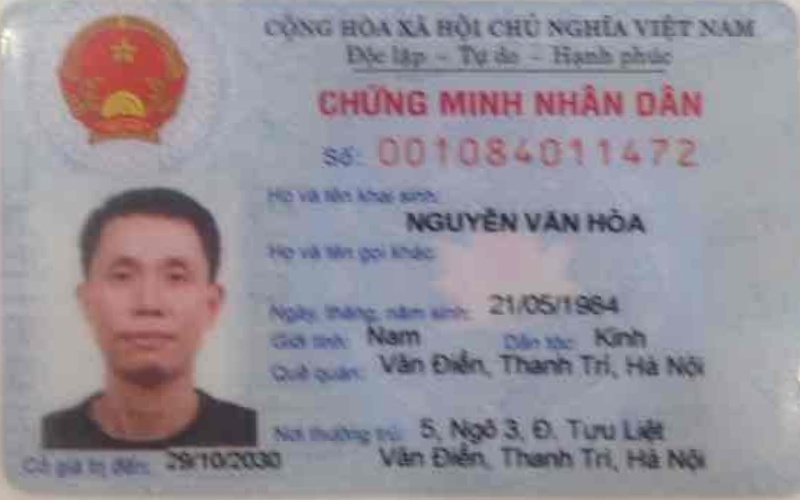 CỘNG HÒA XÃ HỘI CHỦ NGHĨA VIỆT NAM
Độc lập - Tự do - Hạnh phúc
CHỨNG MINH NHÂN DÂN
Số: 001084011472
Họ và tên khai sinh:
NGUYỄN VĂN HÒA
Họ và tên gọi khác:
Ngày, tháng, năm sinh: 21/05/1984
Giới tính: Nam Dân tộc: Kinh
Quê quán: Văn Điển, Thanh Trì, Hà Nội
Nơi thường trú: 5, Ngõ 3, Đ. Tựu Liệt
Văn Điển, Thanh Trì, Hà Nội
Có giá trị đến: 29/10/2030